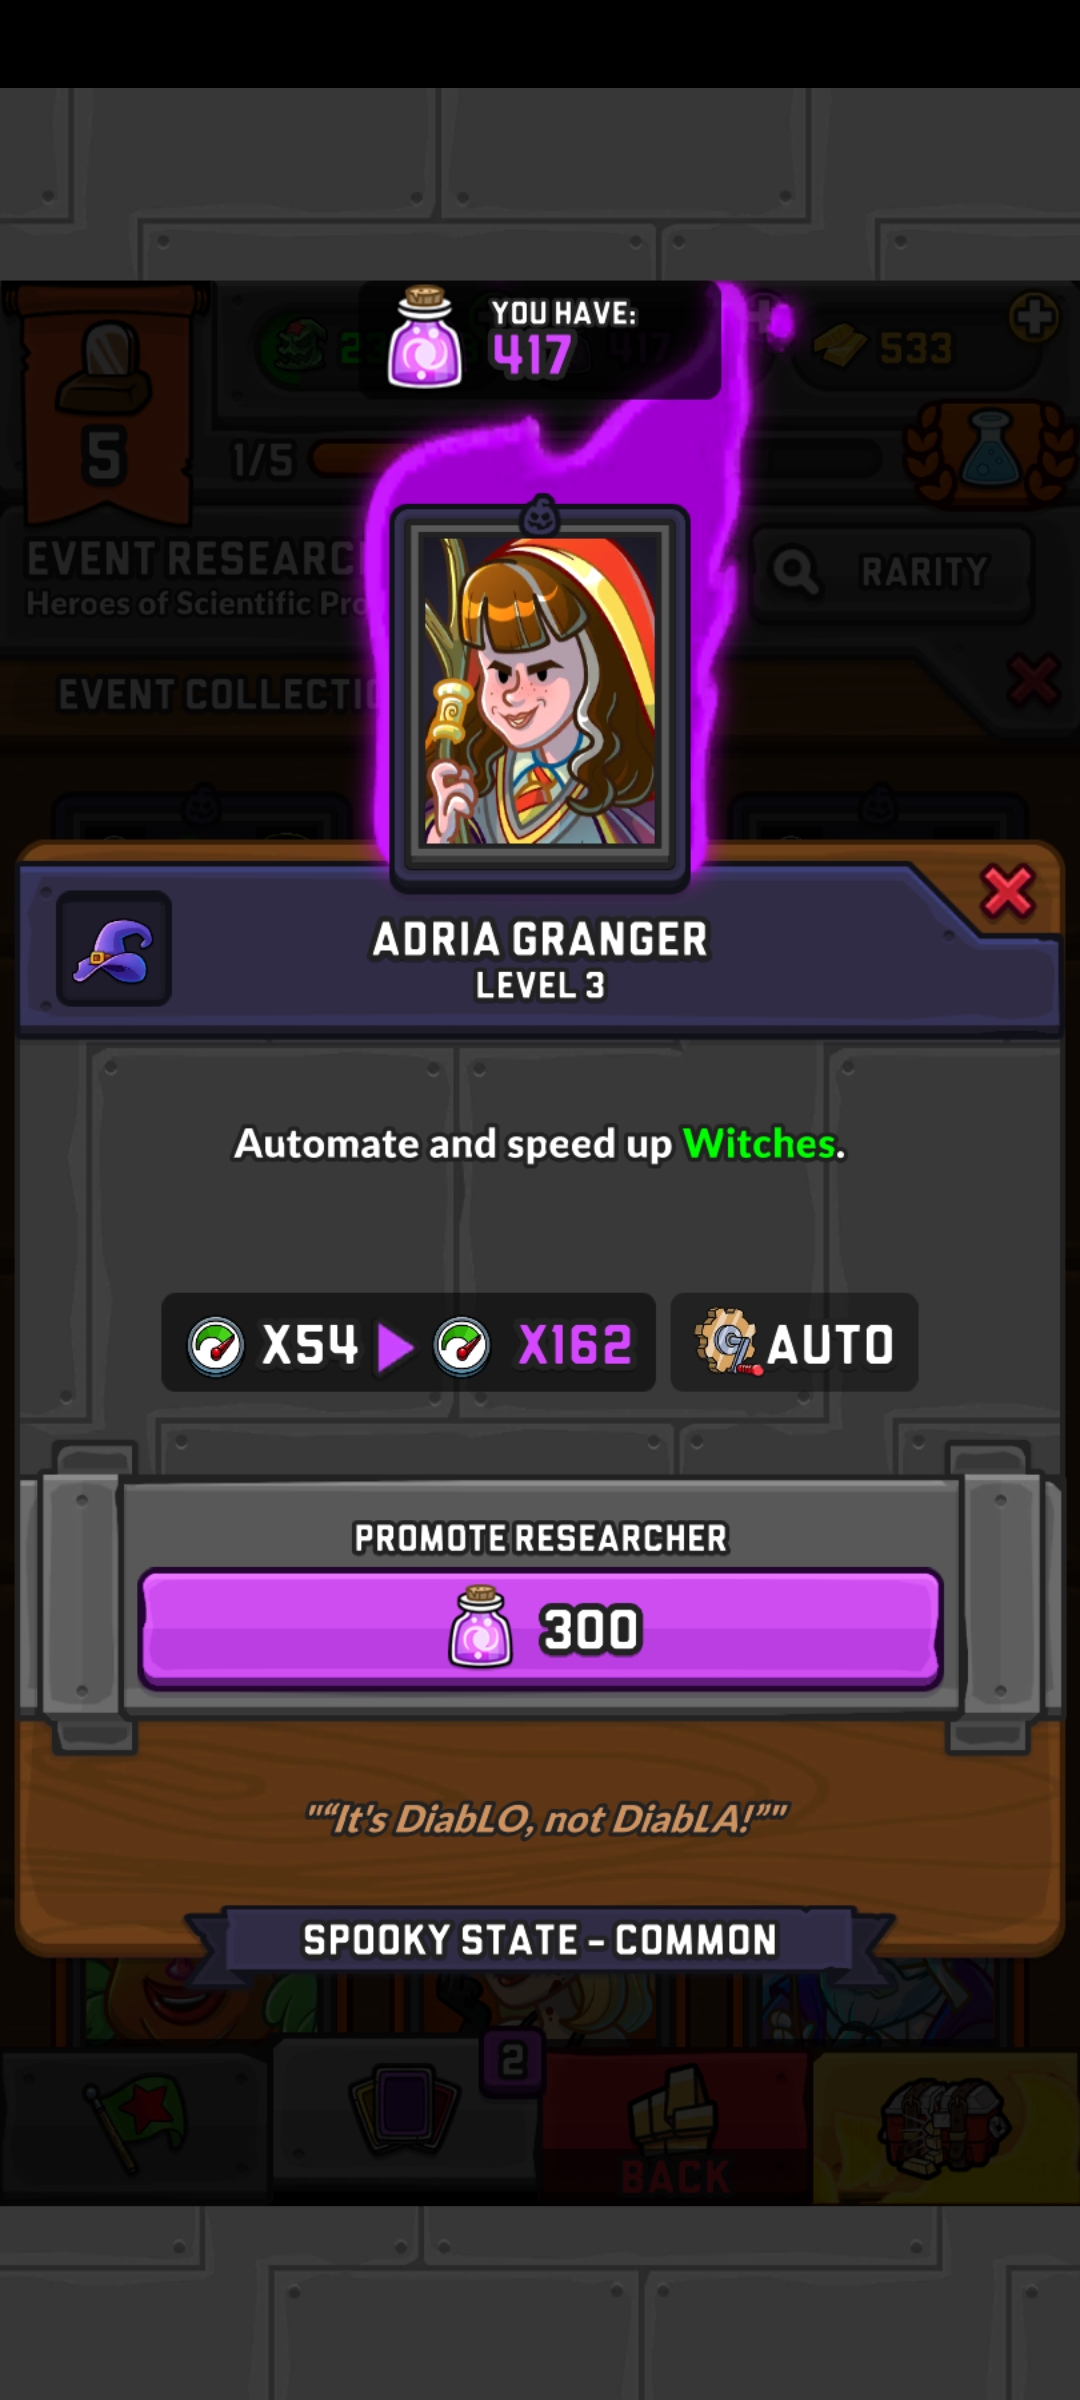 YOU HAVE:
417
533
5
1/5
EVENT RESEARC
Heroes of Scientific Pro
RARITY
EVENT COLLECTIO
ADRIA GRANGER
LEVEL 3
Automate and speed up Witches.
X54 X162 AUTO
PROMOTE RESEARCHER
300
"“It's DiabLO, not DiabLA!”"
SPOOKY STATE - COMMON
2
BACK